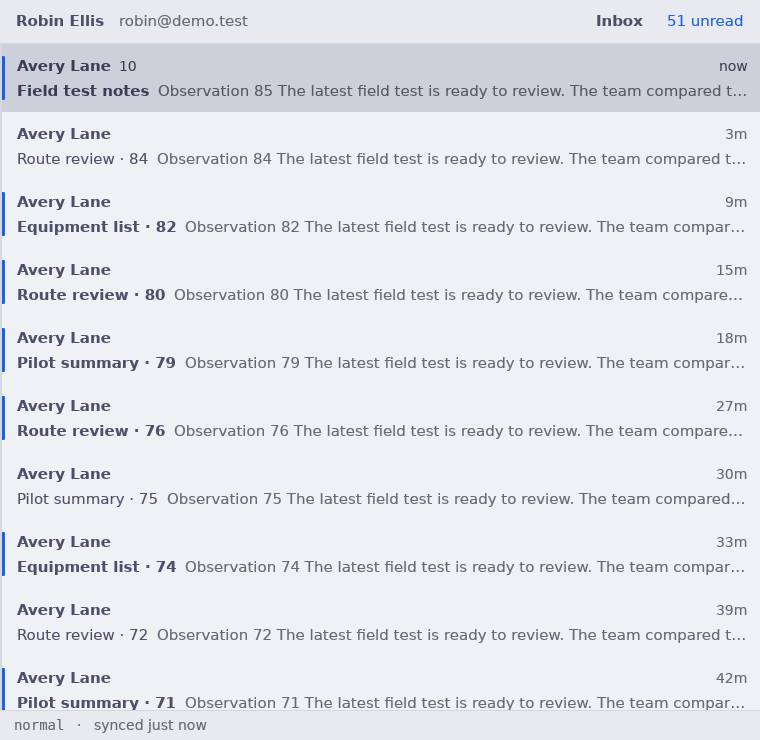 Robin Ellis robin@demo.test Inbox 51 unread
Avery Lane 10 now
Field test notes Observation 85 The latest field test is ready to review. The team compared t…
Avery Lane 3m
Route review · 84 Observation 84 The latest field test is ready to review. The team compared t…
Avery Lane 9m
Equipment list · 82 Observation 82 The latest field test is ready to review. The team compar…
Avery Lane 15m
Route review · 80 Observation 80 The latest field test is ready to review. The team compare…
Avery Lane 18m
Pilot summary · 79 Observation 79 The latest field test is ready to review. The team compar…
Avery Lane 27m
Route review · 76 Observation 76 The latest field test is ready to review. The team compare…
Avery Lane 30m
Pilot summary · 75 Observation 75 The latest field test is ready to review. The team compared…
Avery Lane 33m
Equipment list · 74 Observation 74 The latest field test is ready to review. The team compar…
Avery Lane 39m
Route review · 72 Observation 72 The latest field test is ready to review. The team compared t…
Avery Lane 42m
Pilot summary · 71 Observation 71 The latest field test is ready to review. The team compar…
normal · synced just now